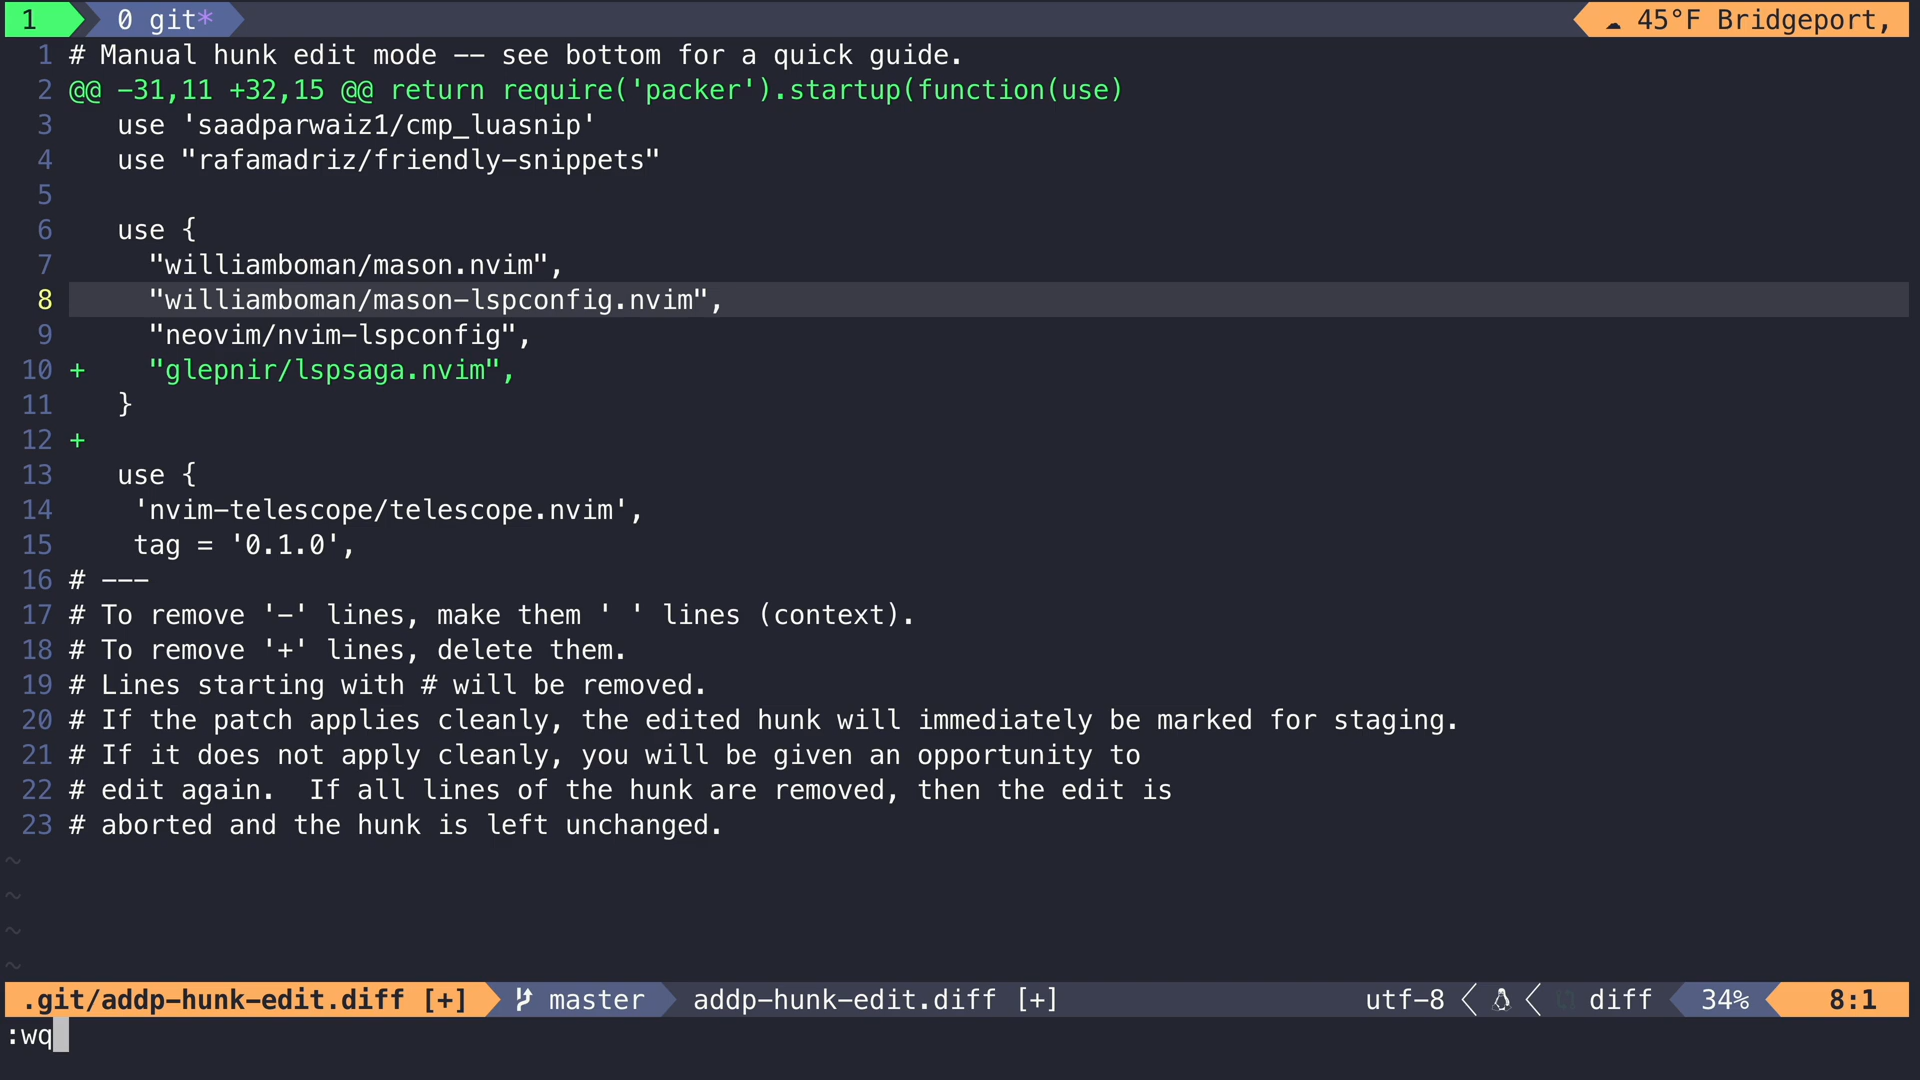 1 0 git* ☁ 45°F Bridgeport,
1 # Manual hunk edit mode -- see bottom for a quick guide.
2 @@ -31,11 +32,15 @@ return require('packer').startup(function(use)
3    use 'saadparwaiz1/cmp_luasnip'
4    use "rafamadriz/friendly-snippets"
5
6    use {
7      "williamboman/mason.nvim",
8      "williamboman/mason-lspconfig.nvim",
9      "neovim/nvim-lspconfig",
10 +    "glepnir/lspsaga.nvim",
11    }
12 +
13    use {
14     'nvim-telescope/telescope.nvim',
15     tag = '0.1.0',
16 # ---
17 # To remove '-' lines, make them ' ' lines (context).
18 # To remove '+' lines, delete them.
19 # Lines starting with # will be removed.
20 # If the patch applies cleanly, the edited hunk will immediately be marked for staging.
21 # If it does not apply cleanly, you will be given an opportunity to
22 # edit again.  If all lines of the hunk are removed, then the edit is
23 # aborted and the hunk is left unchanged.
~
~
~
~
.git/addp-hunk-edit.diff [+] master addp-hunk-edit.diff [+] utf-8 diff 34% 8:1
:wq